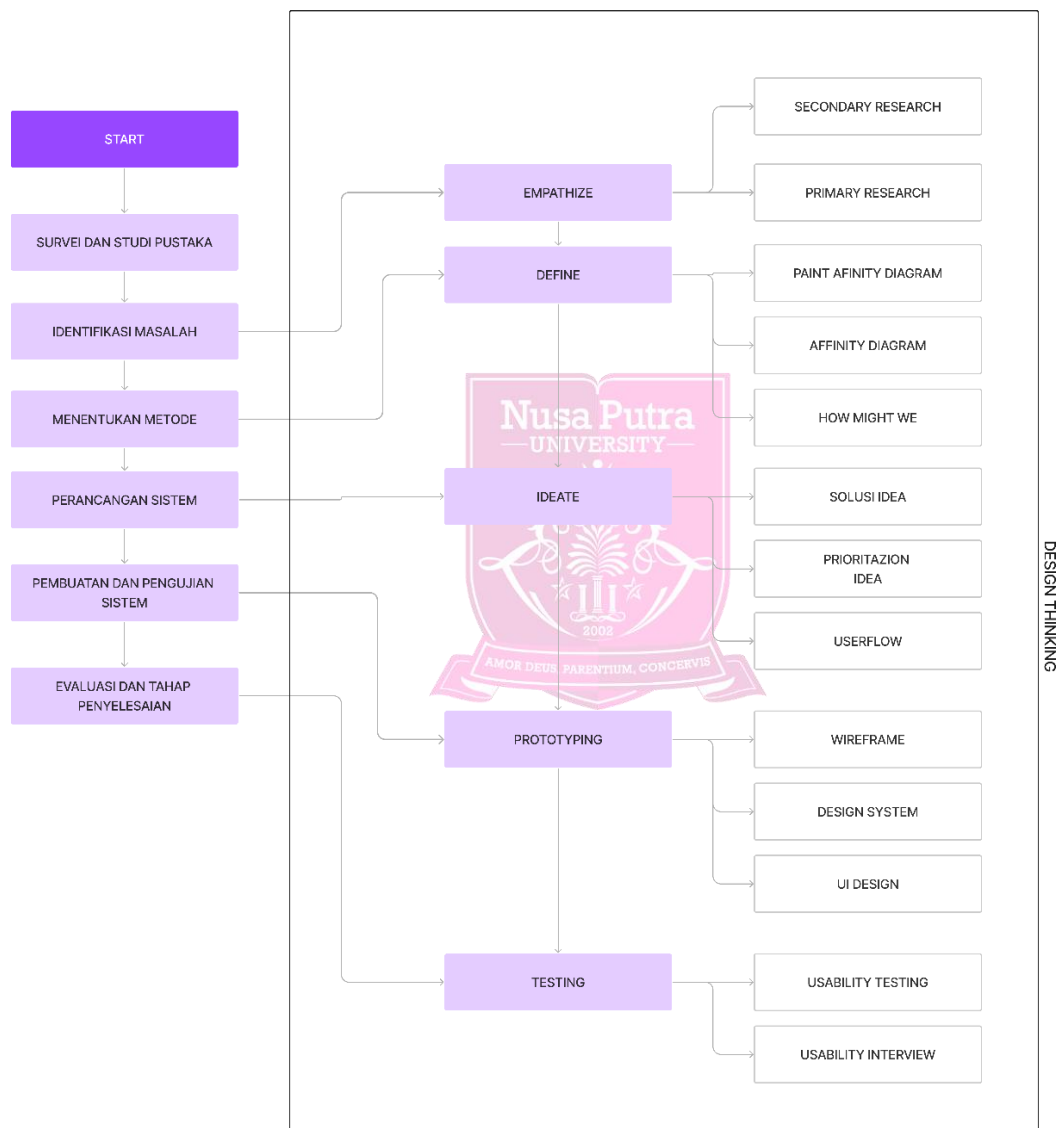 START
SURVEI DAN STUDI PUSTAKA
IDENTIFIKASI MASALAH
MENENTUKAN METODE
PERANCANGAN SISTEM
PEMBUATAN DAN PENGUJIAN
SISTEM
EVALUASI DAN TAHAP
PENYELESAIAN
EMPATHIZE
DEFINE
IDEATE
PROTOTYPING
TESTING
SECONDARY RESEARCH
PRIMARY RESEARCH
PAINT AFINITY DIAGRAM
AFFINITY DIAGRAM
HOW MIGHT WE
SOLUSI IDEA
PRIORITAZION
IDEA
USERFLOW
WIREFRAME
DESIGN SYSTEM
UI DESIGN
USABILITY TESTING
USABILITY INTERVIEW
DESIGN THINKING
Nusa Putra
UNIVERSITY
2002
AMOR DEUS, PARENTIUM, CONCERVIS